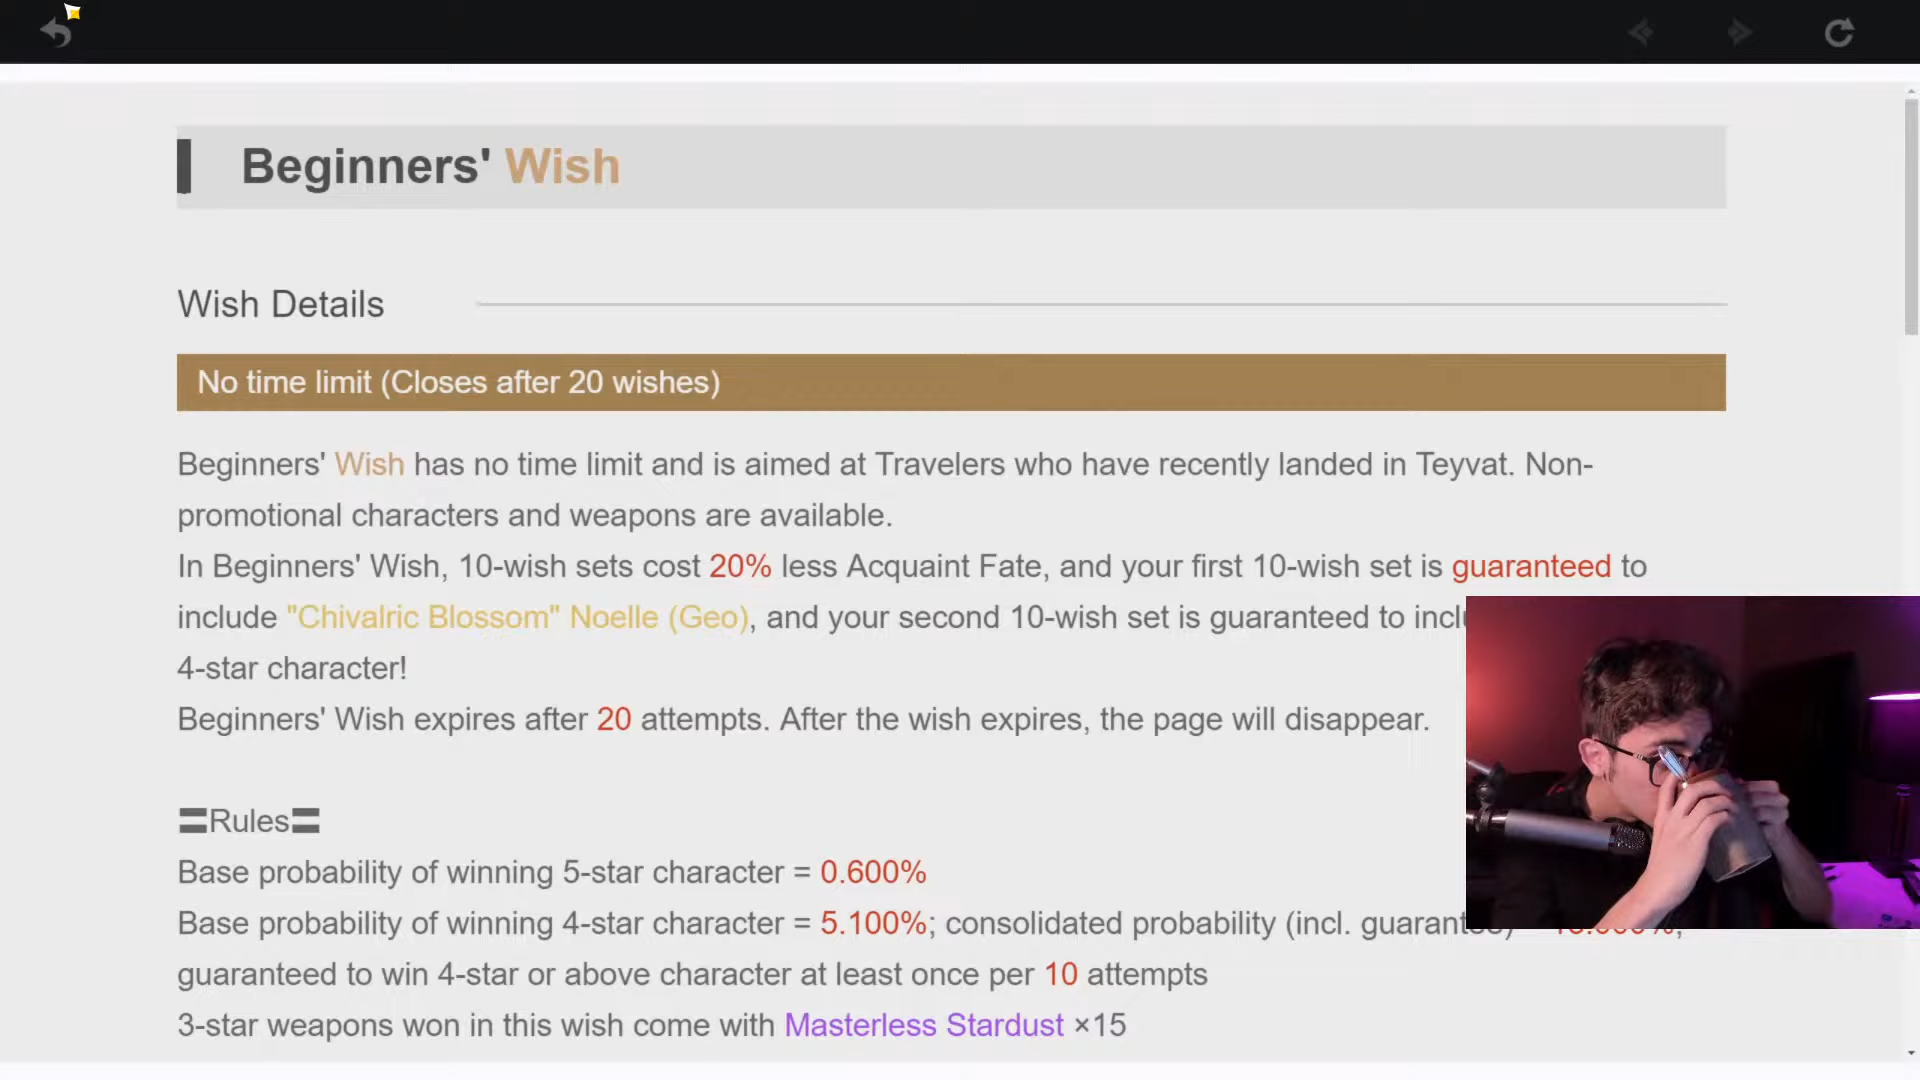 Beginners' Wish
Wish Details
No time limit (Closes after 20 wishes)
Beginners' Wish has no time limit and is aimed at Travelers who have recently landed in Teyvat. Non-
promotional characters and weapons are available.
In Beginners' Wish, 10-wish sets cost 20% less Acquaint Fate, and your first 10-wish set is guaranteed to
include "Chivalric Blossom" Noelle (Geo), and your second 10-wish set is guaranteed to
4-star character!
Beginners' Wish expires after 20 attempts. After the wish expires, the page will disappear.
〓Rules〓
Base probability of winning 5-star character = 0.600%
Base probability of winning 4-star character = 5.100%; consolidated probability (incl.
guaranteed to win 4-star or above character at least once per 10 attempts
3-star weapons won in this wish come with Masterless Stardust ×15